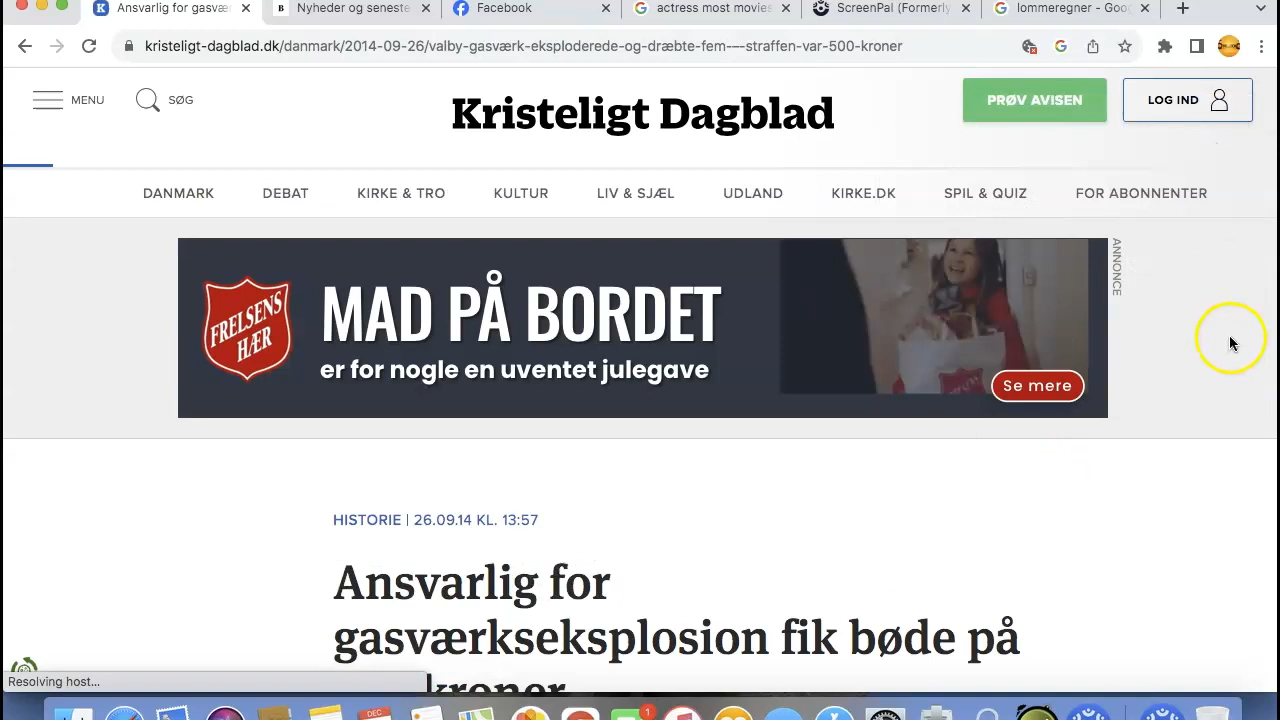 Ansvarlig for gasvæ
Nyheder og seneste
Facebook
actress most movies
ScreenPal (Formerly
lommeregner - Goo
kristeligt-dagblad.dk/danmark/2014-09-26/valby-gasværk-eksploderede-og-dræbte-fem-–-straffen-var-500-kroner
MENU
SØG
Kristeligt Dagblad
PRØV AVISEN
LOG IND
DANMARK DEBAT KIRKE & TRO KULTUR LIV & SJÆL UDLAND KIRKE.DK SPIL & QUIZ FOR ABONNENTER
FRELSENS
HÆR
MAD PÅ BORDET
er for nogle en uventet julegave
Se mere
ANNONCE
HISTORIE | 26.09.14 KL. 13:57
Ansvarlig for
gasværkseksplosion fik bøde på
kroner
Resolving host...
DEC
1